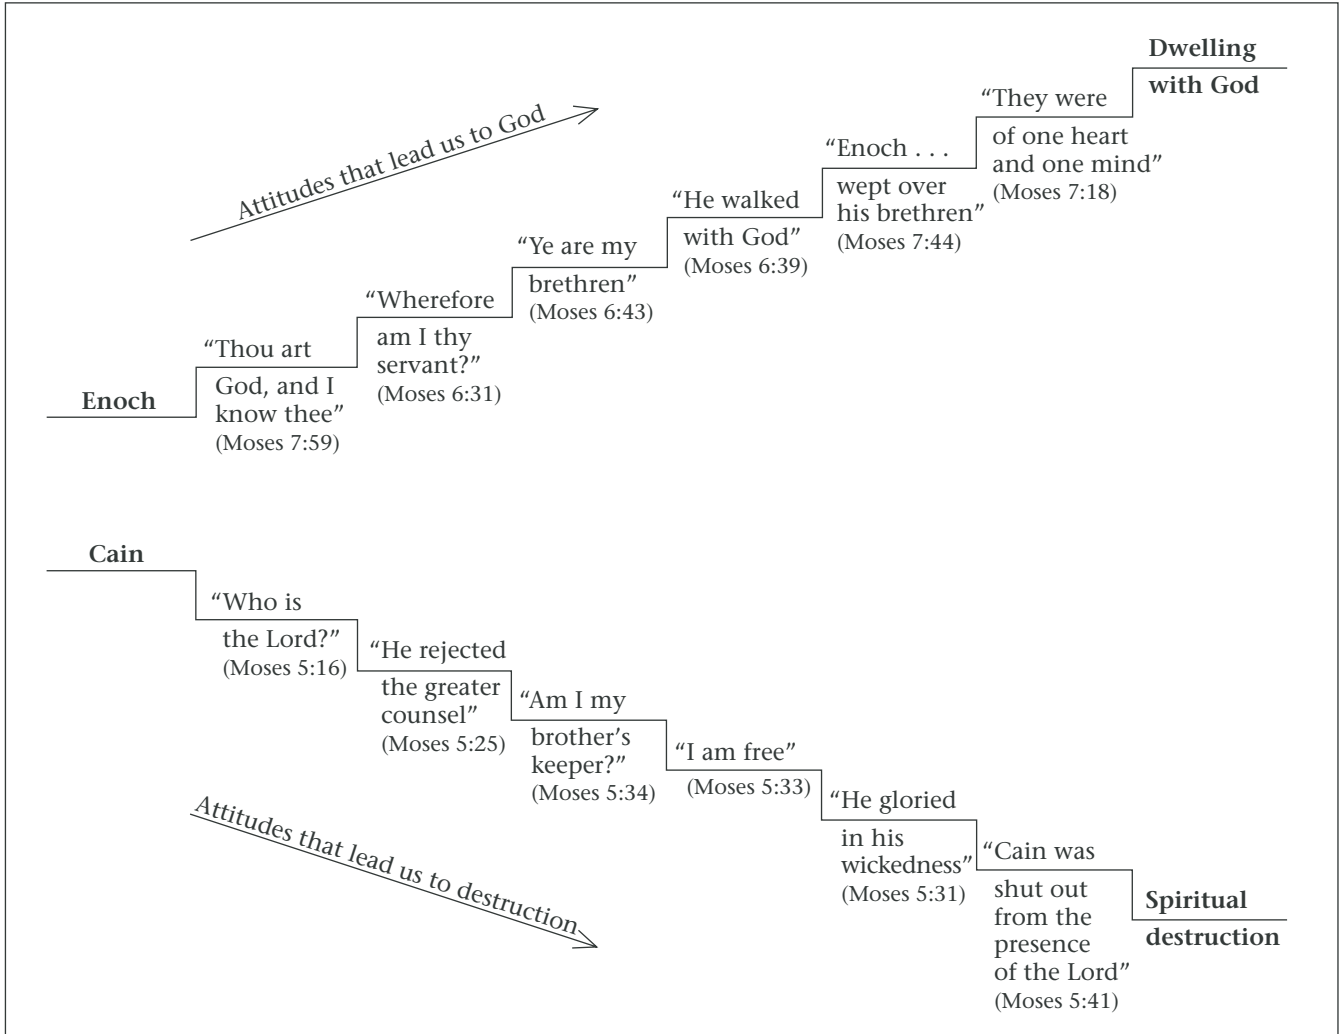 Attitudes that lead us to God
Enoch
“Thou art
God, and I
know thee”
(Moses 7:59)
“Wherefore
am I thy
servant?”
(Moses 6:31)
“Ye are my
brethren”
(Moses 6:43)
“He walked
with God”
(Moses 6:39)
“Enoch . . .
wept over
his brethren”
(Moses 7:44)
“They were
of one heart
and one mind”
(Moses 7:18)
Dwelling
with God
Cain
“Who is
the Lord?”
(Moses 5:16)
“He rejected
the greater
counsel”
(Moses 5:25)
“Am I my
brother’s
keeper?”
(Moses 5:34)
“I am free”
(Moses 5:33)
“He gloried
in his
wickedness”
(Moses 5:31)
“Cain was
shut out
from the
presence
of the Lord”
(Moses 5:41)
Spiritual
destruction
Attitudes that lead us to destruction